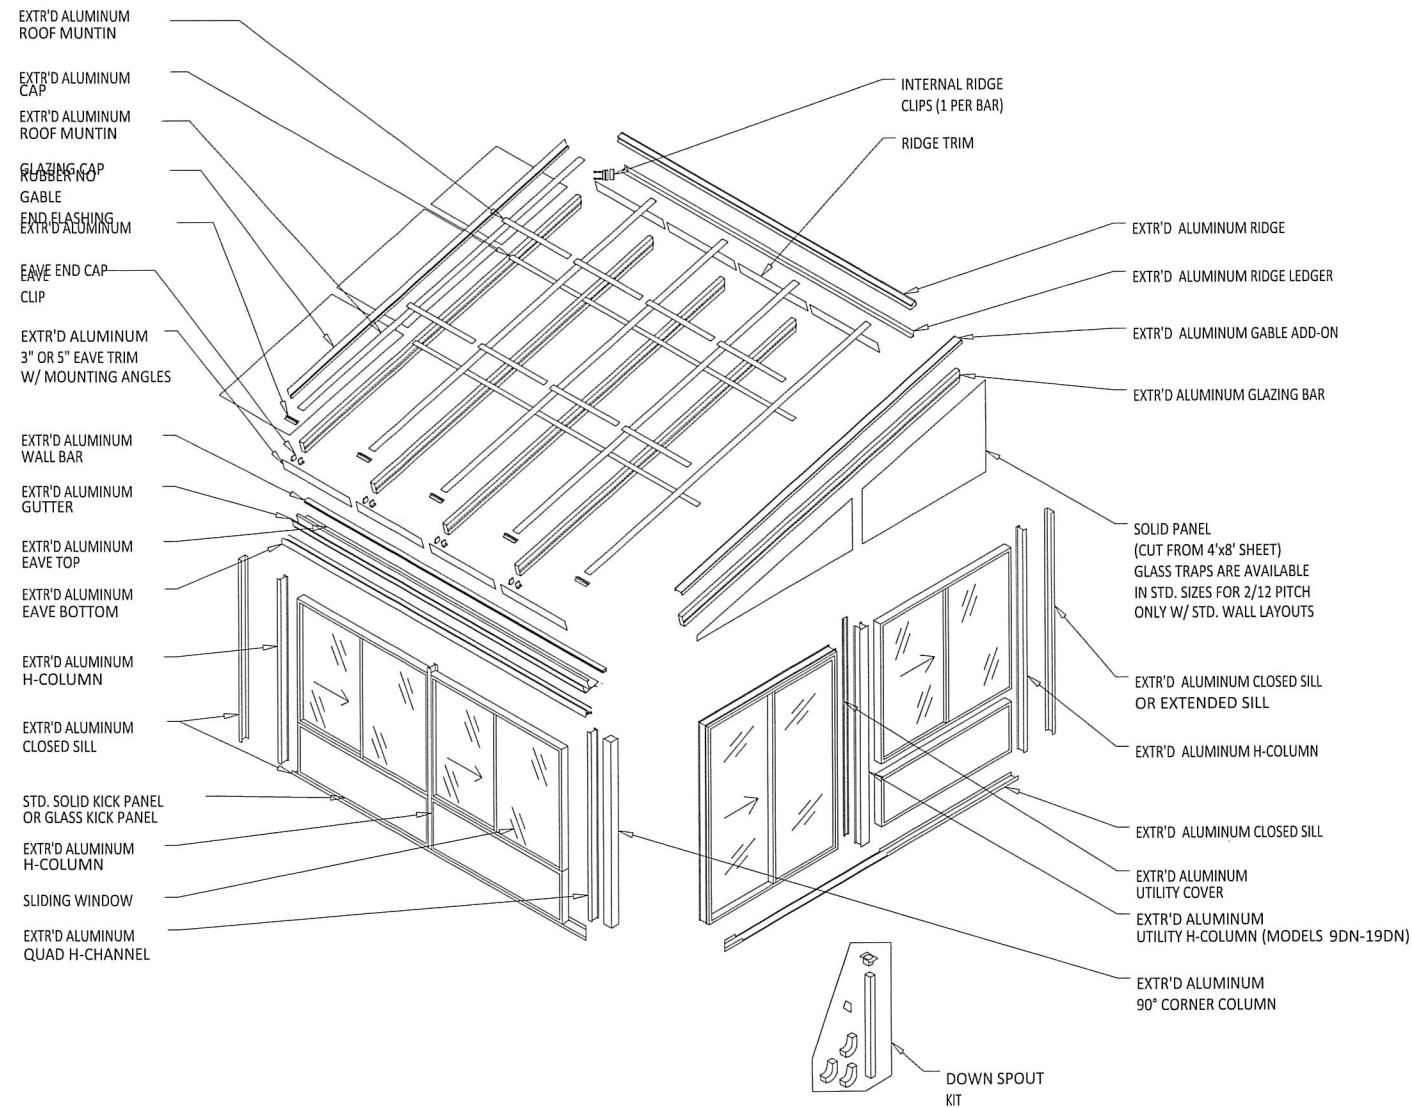 EXTR'D ALUMINUM
ROOF MUNTIN
EXTR'D ALUMINUM
CAP
EXTR'D ALUMINUM
ROOF MUNTIN
GLAZING CAP
RUBBER NO
GABLE
END FLASHING
EXTR'D ALUMINUM
EAVE END CAP
EAVE
CLIP
EXTR'D ALUMINUM
3" OR 5" EAVE TRIM
W/ MOUNTING ANGLES
EXTR'D ALUMINUM
WALL BAR
EXTR'D ALUMINUM
GUTTER
EXTR'D ALUMINUM
EAVE TOP
EXTR'D ALUMINUM
EAVE BOTTOM
EXTR'D ALUMINUM
H-COLUMN
EXTR'D ALUMINUM
CLOSED SILL
STD. SOLID KICK PANEL
OR GLASS KICK PANEL
EXTR'D ALUMINUM
H-COLUMN
SLIDING WINDOW
EXTR'D ALUMINUM
QUAD H-CHANNEL
INTERNAL RIDGE
CLIPS (1 PER BAR)
RIDGE TRIM
EXTR'D ALUMINUM RIDGE
EXTR'D ALUMINUM RIDGE LEDGER
EXTR'D ALUMINUM GABLE ADD-ON
EXTR'D ALUMINUM GLAZING BAR
SOLID PANEL
(CUT FROM 4'x8' SHEET)
GLASS TRAPS ARE AVAILABLE
IN STD. SIZES FOR 2/12 PITCH
ONLY W/ STD. WALL LAYOUTS
EXTR'D ALUMINUM CLOSED SILL
OR EXTENDED SILL
EXTR'D ALUMINUM H-COLUMN
EXTR'D ALUMINUM CLOSED SILL
EXTR'D ALUMINUM
UTILITY COVER
EXTR'D ALUMINUM
UTILITY H-COLUMN (MODELS 9DN-19DN)
EXTR'D ALUMINUM
90° CORNER COLUMN
DOWN SPOUT
KIT